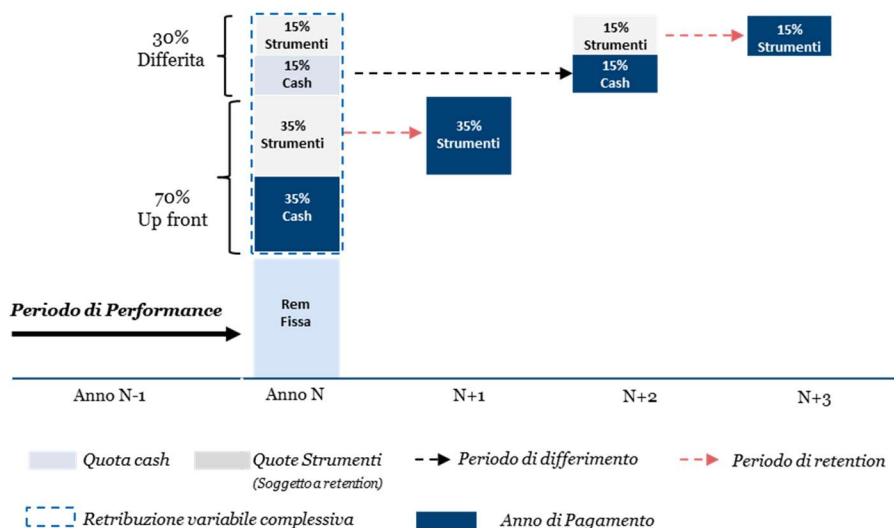 30%
Differita
15%
Strumenti
15%
Cash
15%
Strumenti
15%
Cash
15%
Strumenti
35%
Strumenti
35%
Strumenti
70%
Up front
35%
Cash
Periodo di Performance
Rem
Fissa
Anno N-1
Anno N
N+1
N+2
N+3
Quota cash
Quote Strumenti
(Soggetto a retention)
Periodo di differimento
Periodo di retention
Retribuzione variabile complessiva
Anno di Pagamento